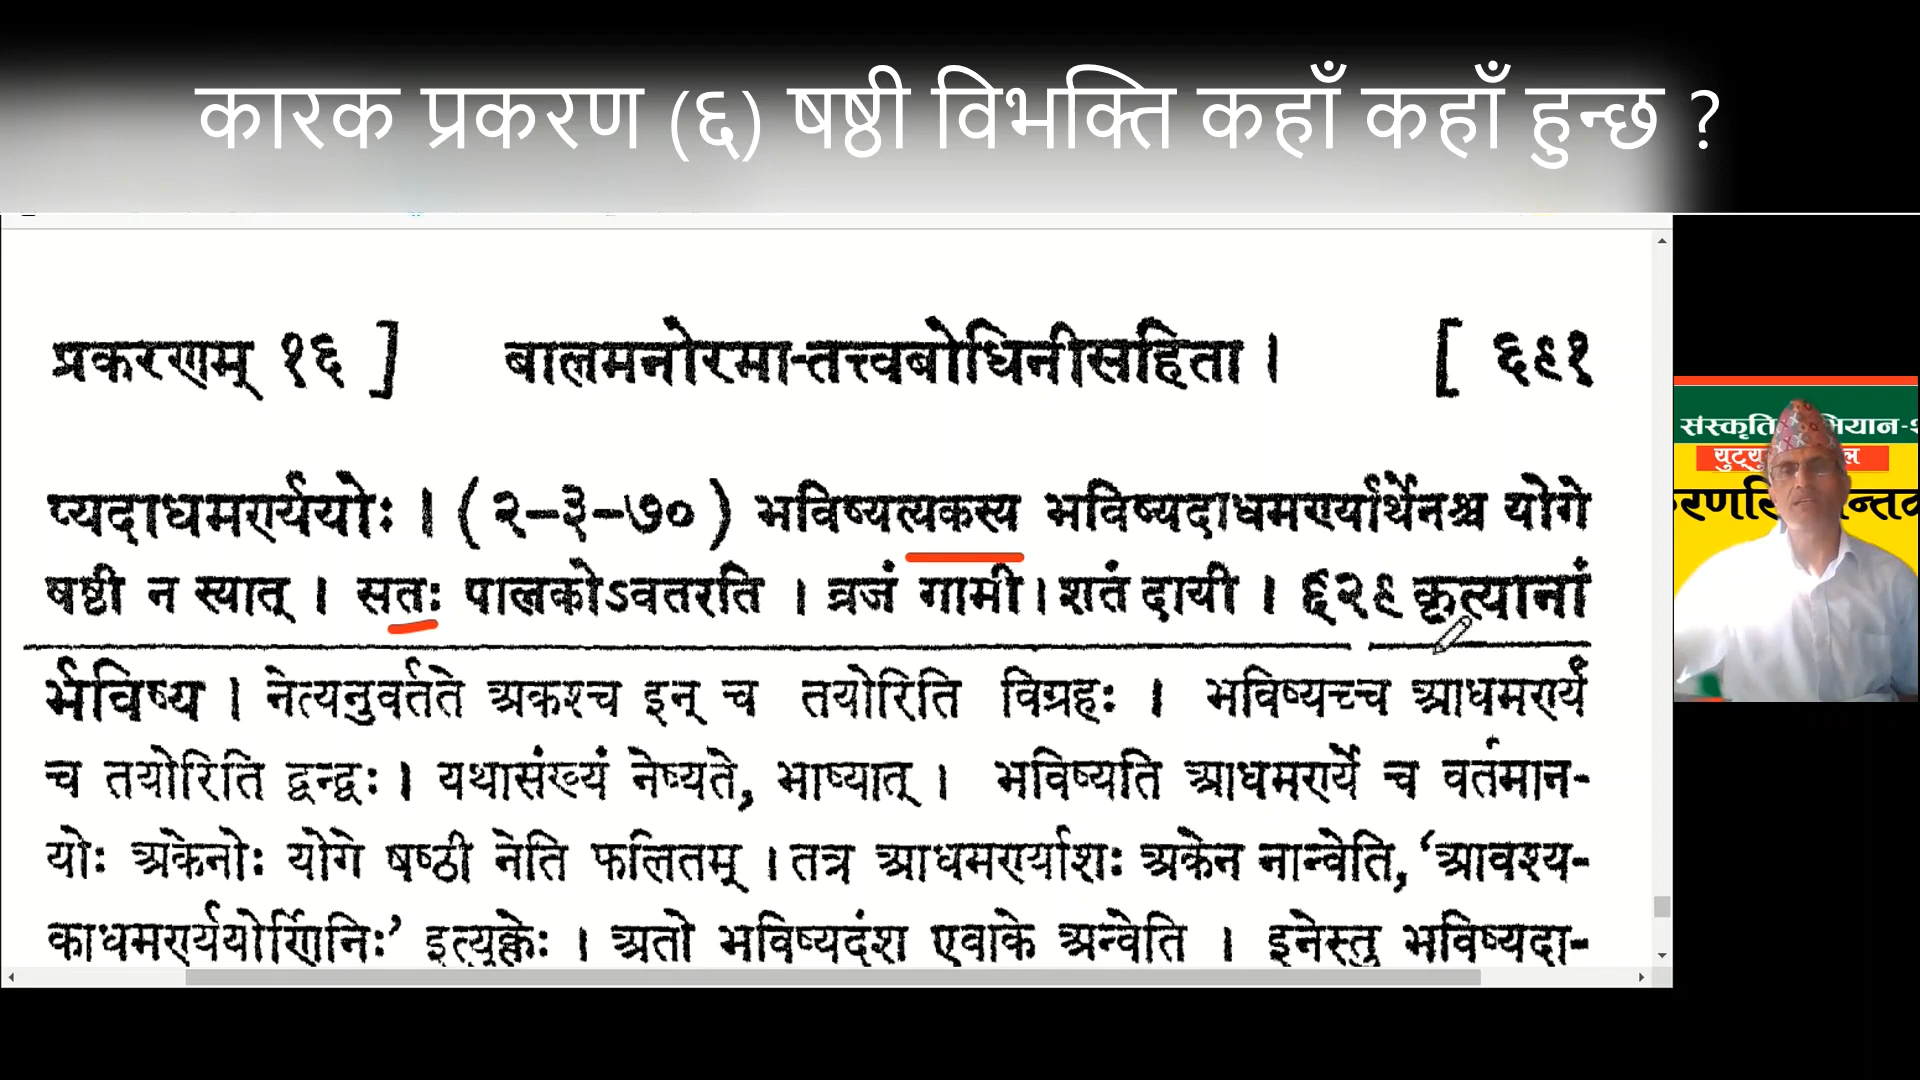 कारक प्रकरण (६) षष्ठी विभक्ति कहाँ कहाँ हुन्छ ?
प्रकरणम् १६ ] बालमनोरमा-तत्त्वबोधिनीसहिता । [ ६९१
ष्यदाधमर्ण्ययोः । (२-३-७०) भविष्यत्यकस्य भविष्यदाधमर्ण्यार्थेनश्च योगे
षष्ठी न स्यात् । सतः पालकोऽवतरति । व्रजं गामी । शतं दायी । ६२९ कृत्यानां
र्भविष्य । नेत्यनुवर्तते अकश्च इन् च तयोरिति विग्रहः । भविष्यच्च आधमर्ण्यं
च तयोरिति द्वन्द्वः । यथासंख्यं नेष्यते, भाष्यात् । भविष्यति आधमर्ण्ये च वर्तमान-
योः अकेनोः योगे षष्ठी नेति फलितम् । तत्र आधमर्ण्यांशः अकेन नान्वेति, ‘आवश्य-
काधमर्ण्ययोर्णिनिः’ इत्युक्तेः । अतो भविष्यदंश एवाके अन्वेति । इनेस्तु भविष्यदा-
संस्कृति